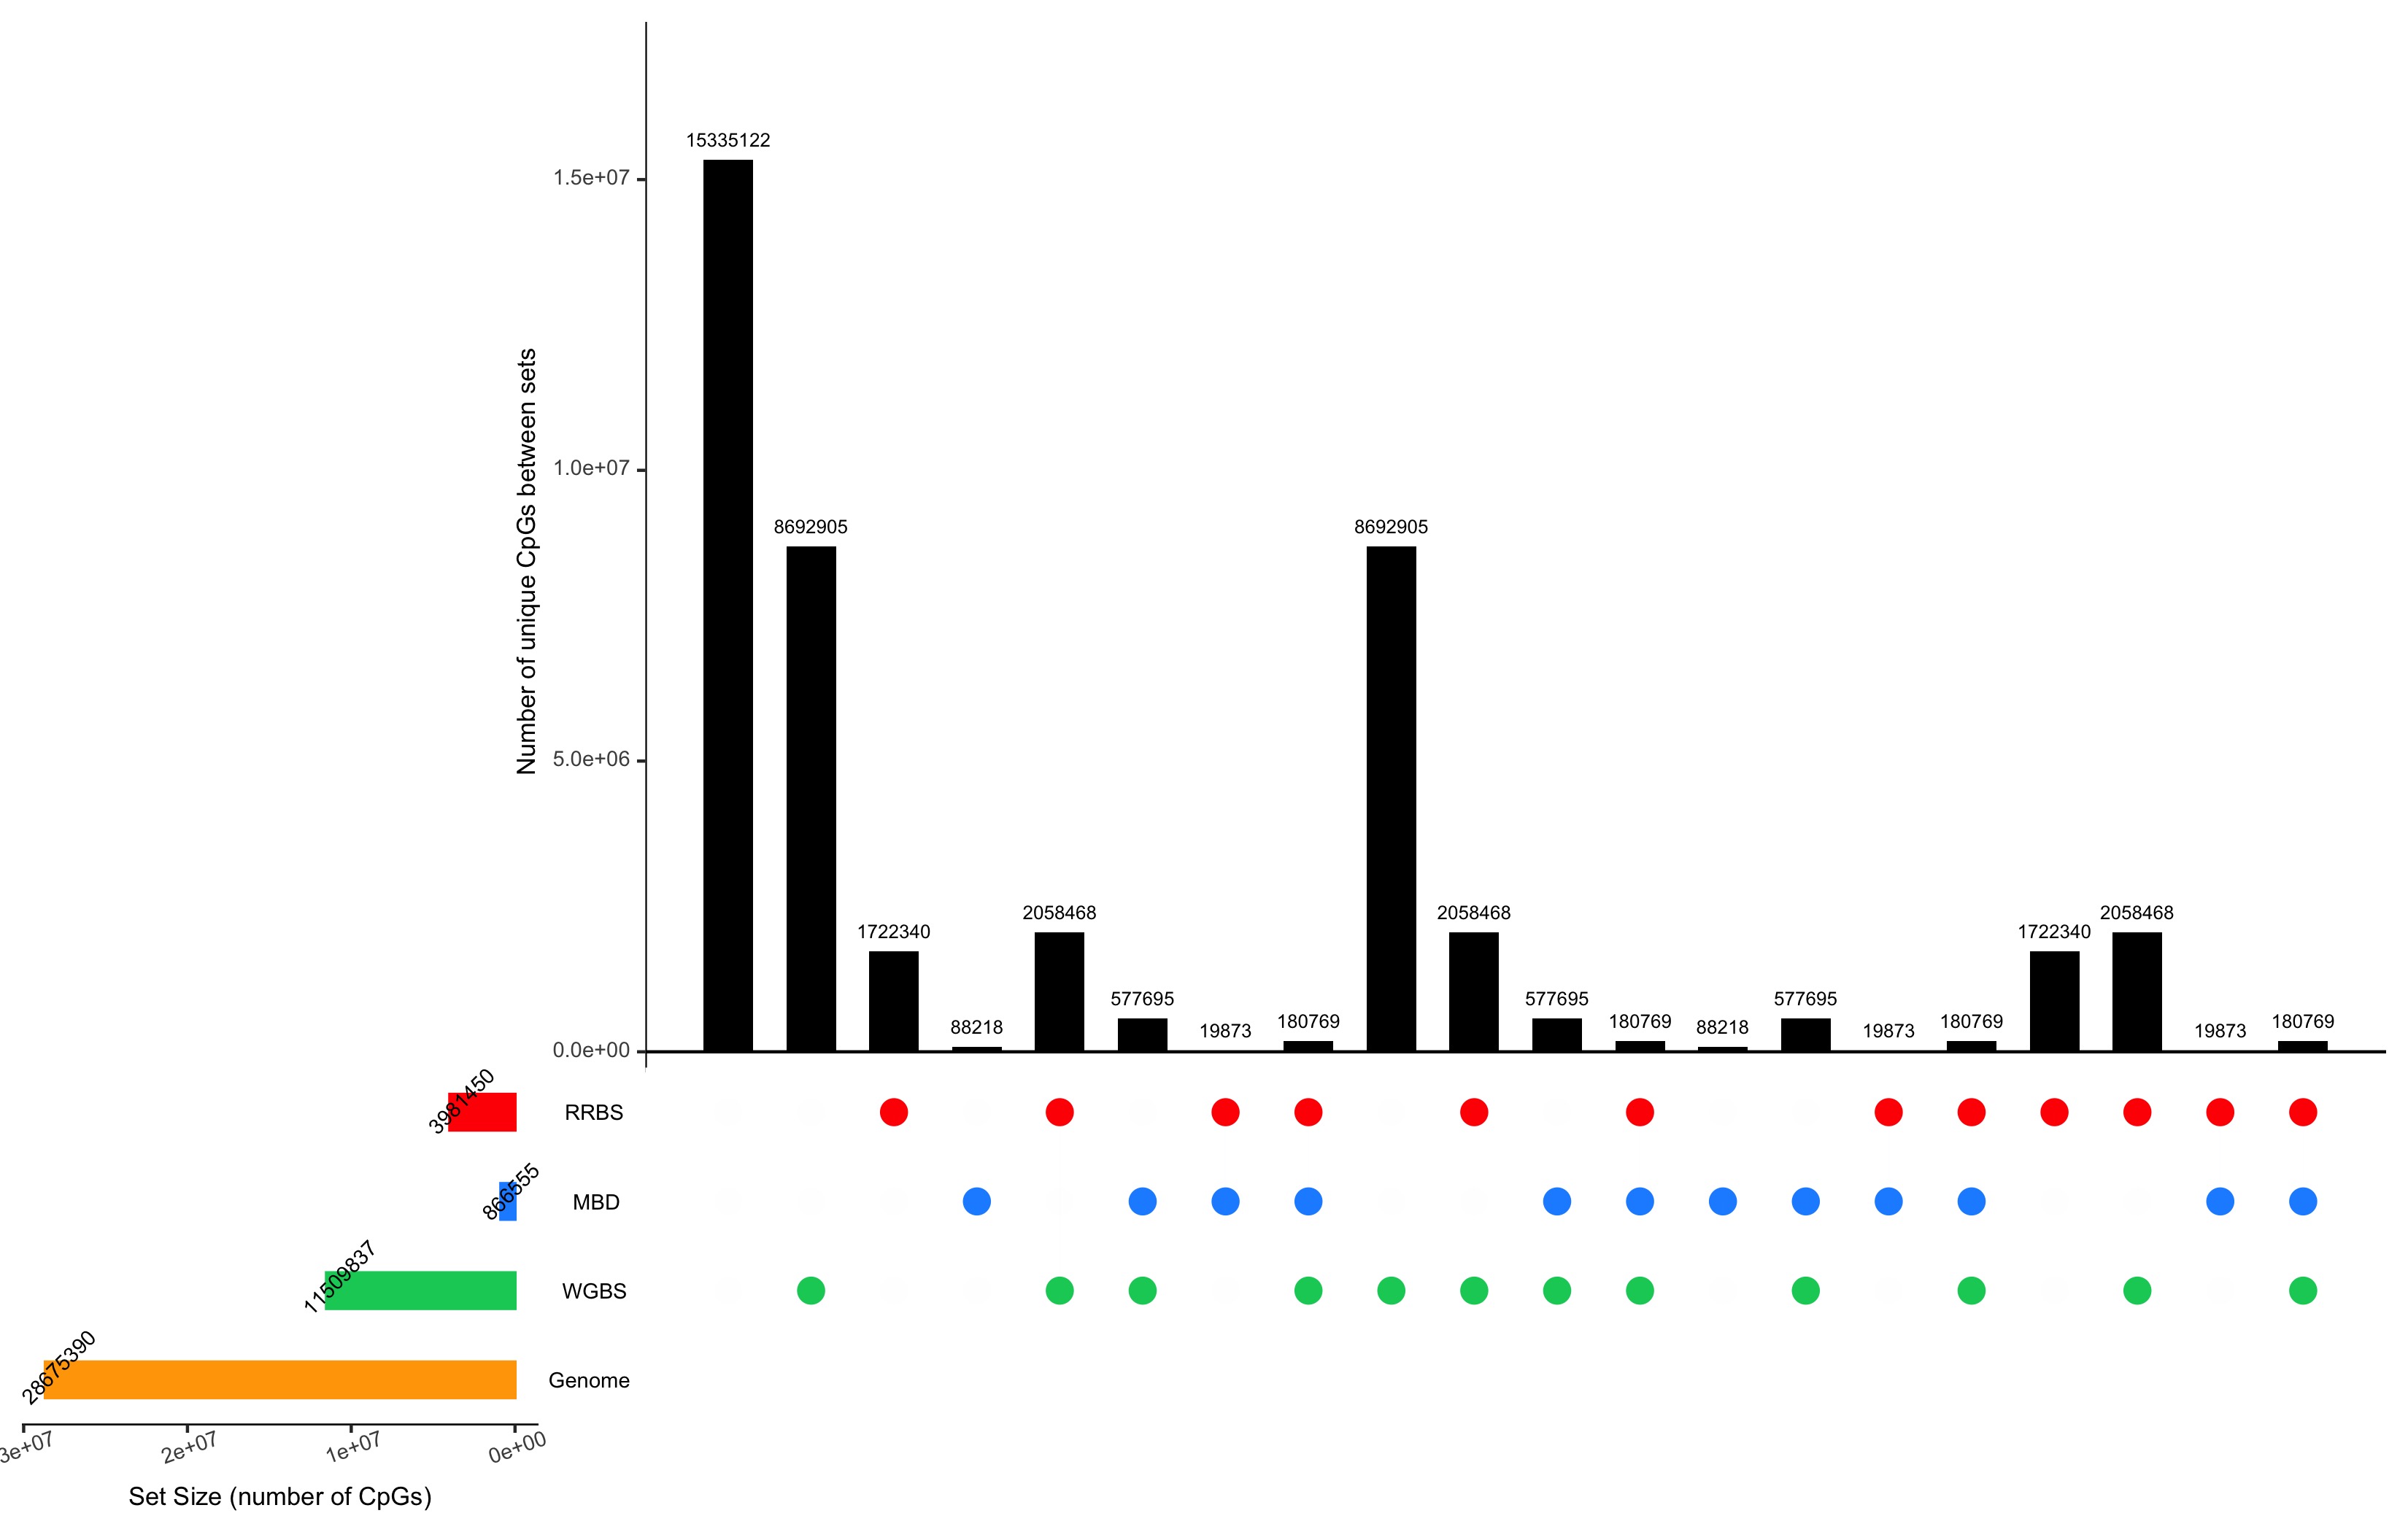 15335122
1.5e+07
8692905
8692905
1.0e+07
Number of unique CpGs between sets
5.0e+06
1722340
88218
2058468
577695
19873
180769
2058468
577695
180769
88218
577695
19873
180769
1722340
2058468
19873
180769
0.0e+00
3981450
RRBS
866555
MBD
11509837
WGBS
28675390
Genome
3e+07
2e+07
1e+07
0e+00
Set Size (number of CpGs)